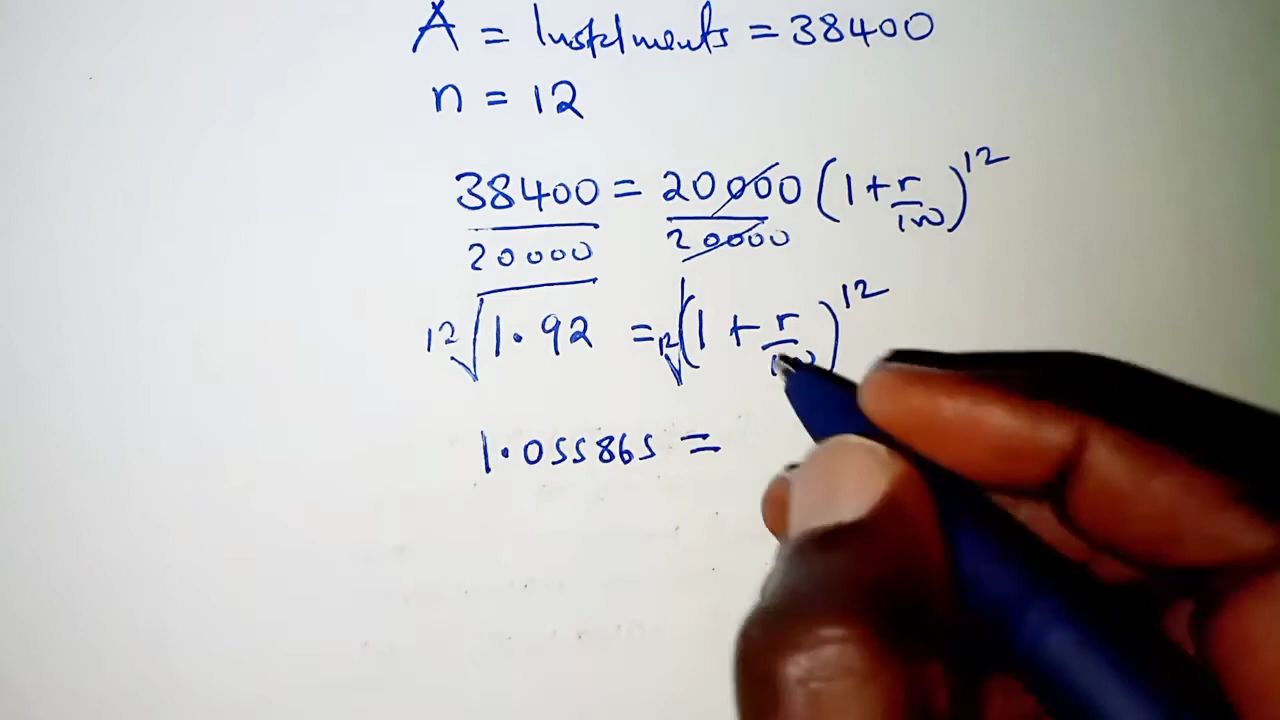 A = Instalments = 38400
n = 12
38400 = 20000 (1 + r/100)^12
20000 20000
12√1.92 = 12√(1 + r/100)^12
1.055865 =